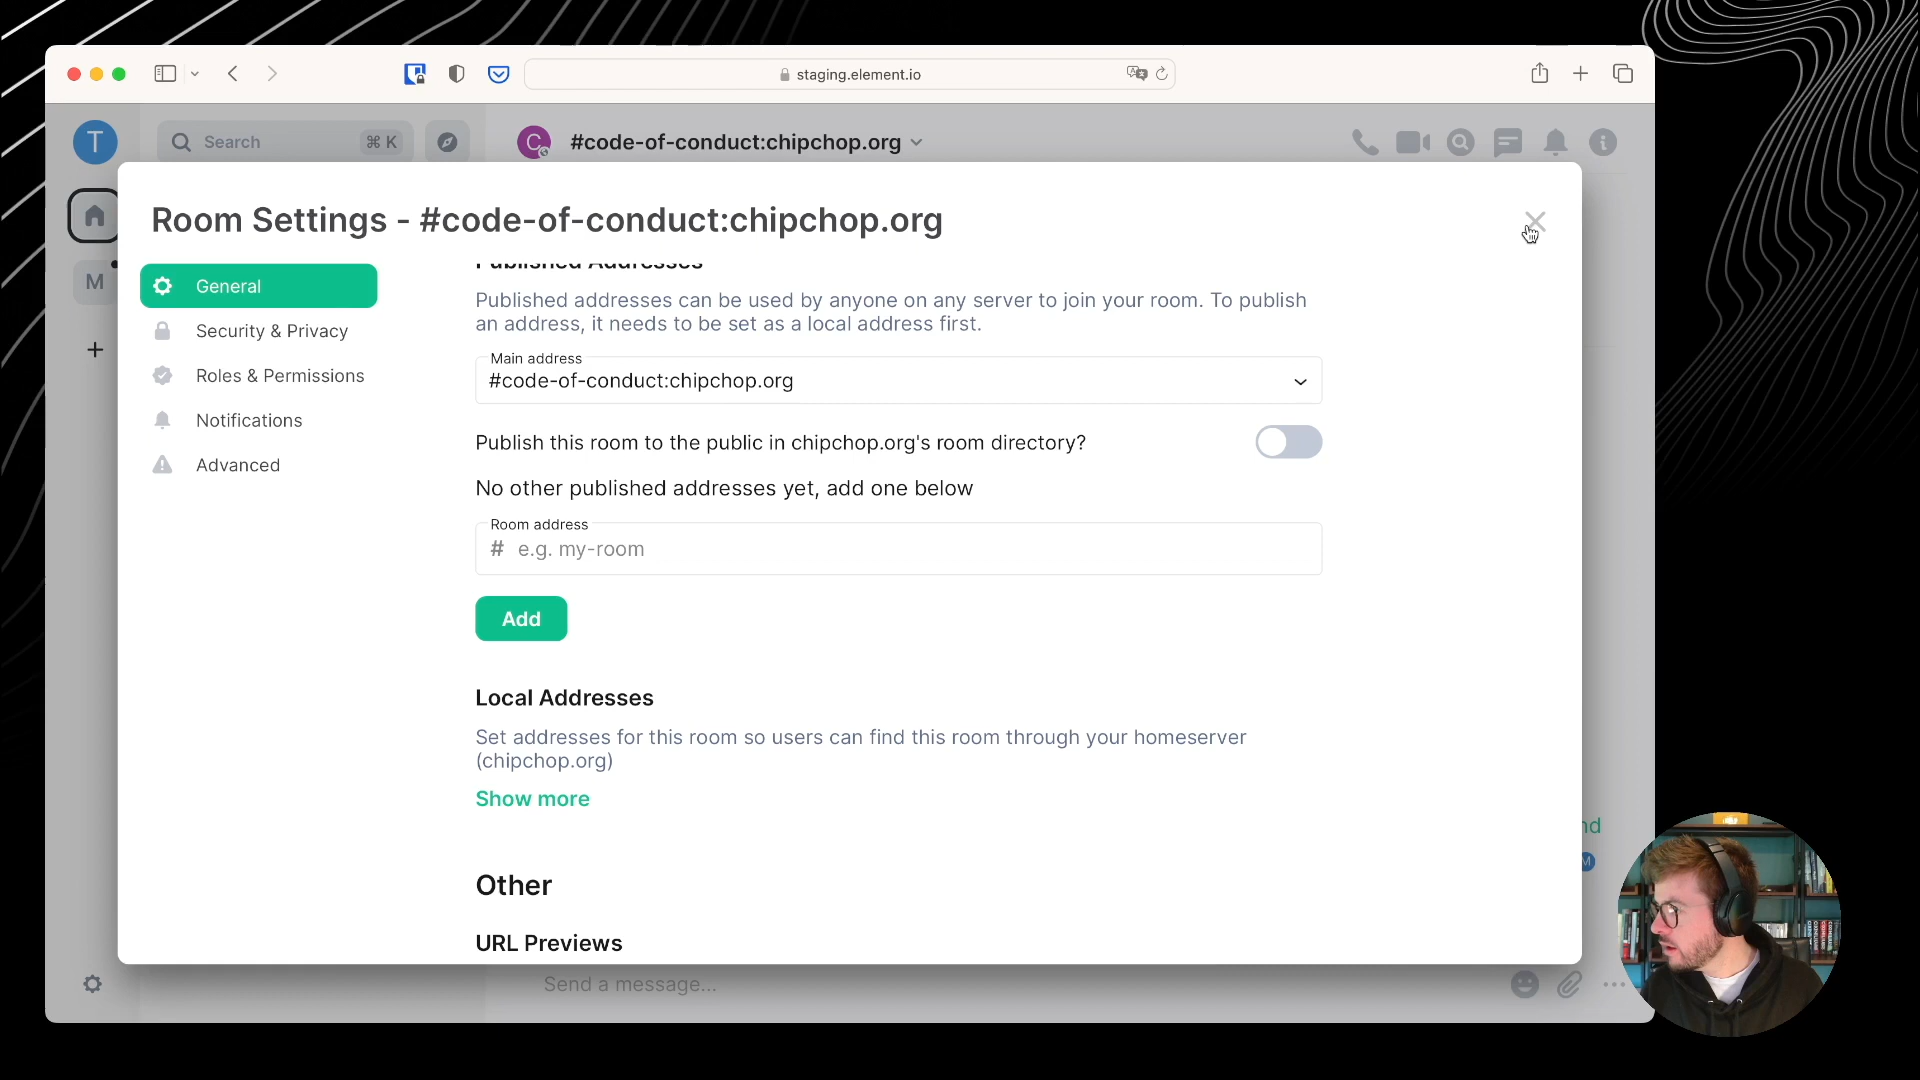 staging.element.io
T
Search
⌘ K
C
#code-of-conduct:chipchop.org
Room Settings - #code-of-conduct:chipchop.org
M
General
Security & Privacy
Roles & Permissions
Notifications
Advanced
Published Addresses
Published addresses can be used by anyone on any server to join your room. To publish
an address, it needs to be set as a local address first.
Main address
#code-of-conduct:chipchop.org
Publish this room to the public in chipchop.org's room directory?
No other published addresses yet, add one below
Room address
# e.g. my-room
Add
Local Addresses
Set addresses for this room so users can find this room through your homeserver
(chipchop.org)
Show more
nd
M
Other
URL Previews
Send a message...